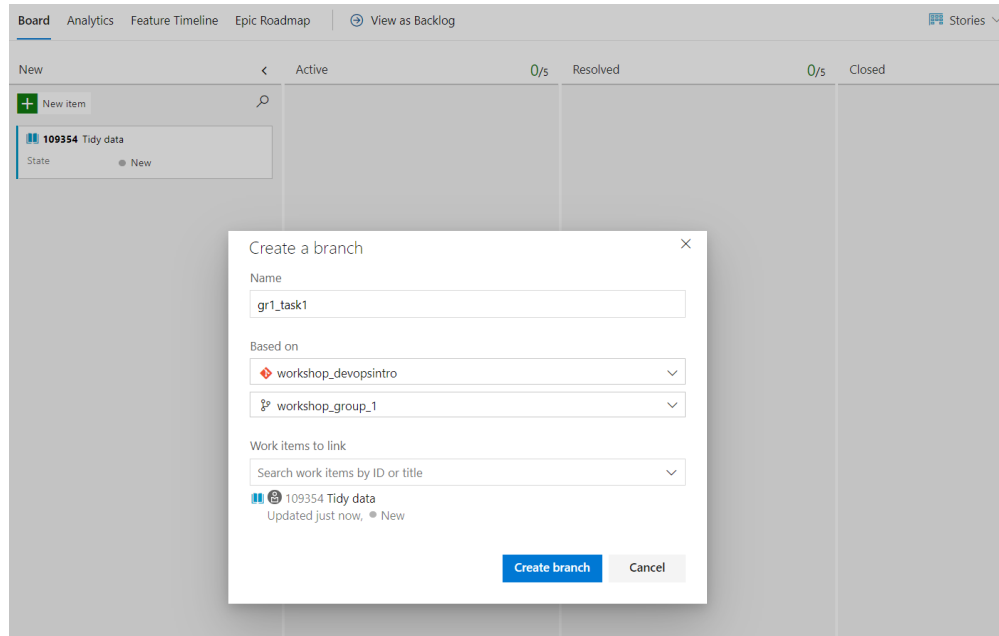 Board Analytics Feature Timeline Epic Roadmap View as Backlog Stories
New Active 0/5 Resolved 0/5 Closed
New item
109354 Tidy data
State New
Create a branch
Name
gr1_task1
Based on
workshop_devopsintro
workshop_group_1
Work items to link
Search work items by ID or title
109354 Tidy data
Updated just now, New
Create branch Cancel